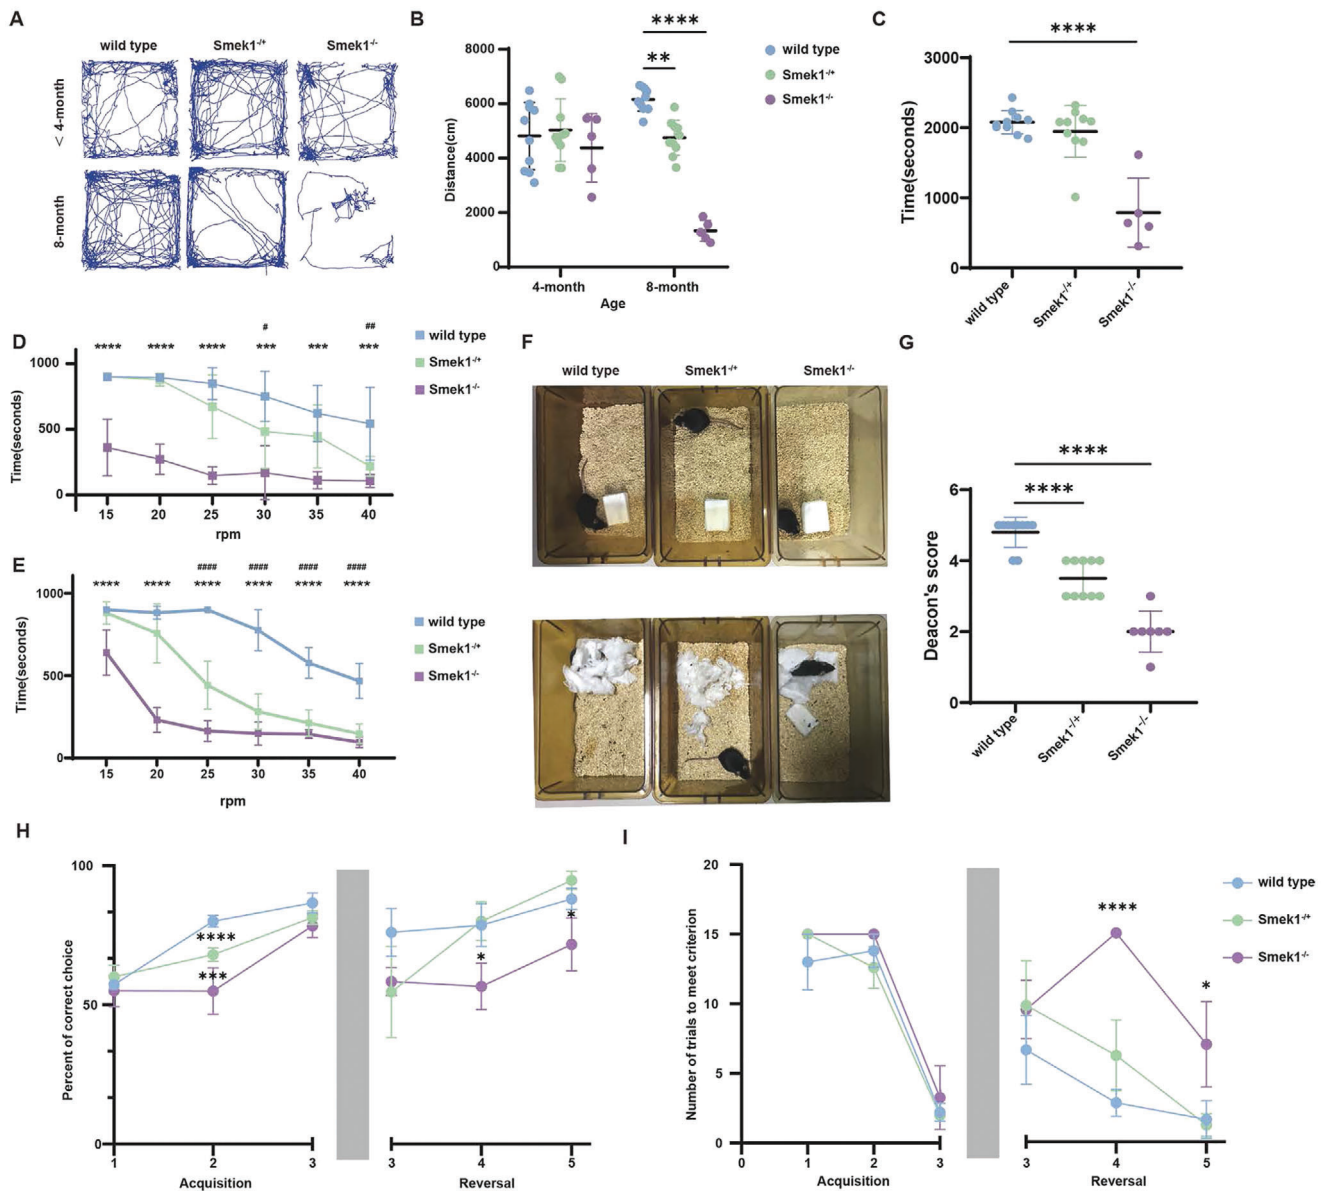 A
wild type Smek1-/+ Smek1-/-
< 4-month
8-month
B
****
**
wild type
Smek1-/+
Smek1-/-
8000
6000
4000
2000
0
Distance(cm)
4-month 8-month
Age
C
****
3000
2000
1000
0
Time(seconds)
wild type Smek1-/+ Smek1-/-
D
# ##
**** **** **** *** *** ***
wild type
Smek1-/+
Smek1-/-
1000
500
0
Time(seconds)
15 20 25 30 35 40
rpm
E
#### #### #### ####
**** **** **** **** **** ****
wild type
Smek1-/+
Smek1-/-
1000
500
0
Time(seconds)
15 20 25 30 35 40
rpm
F
wild type Smek1-/+ Smek1-/-
G
****
****
6
4
2
0
Deacon's score
wild type Smek1-/+ Smek1-/-
H
100
50
0
Percent of correct choice
****
***
*
*
1 2 3 3 4 5
Acquisition Reversal
I
20
15
10
5
0
Number of trials to meet criterion
****
*
wild type
Smek1-/+
Smek1-/-
0 1 2 3 3 4 5
Acquisition Reversal